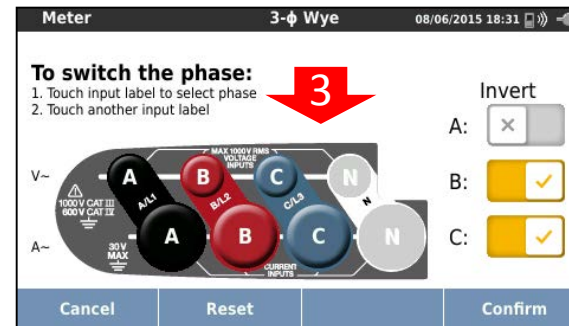 Meter 3-ϕ Wye 08/06/2015 18:31
To switch the phase:
1. Touch input label to select phase
2. Touch another input label
3
Invert
A:
B:
C:
MAX 1000V RMS
VOLTAGE
INPUTS
V~
A B C N
A/L1 B/L2 C/L3 N
1000 V CAT III
600 V CAT IV
A~
30 V
MAX
A B C N
CURRENT
INPUTS
Cancel Reset Confirm